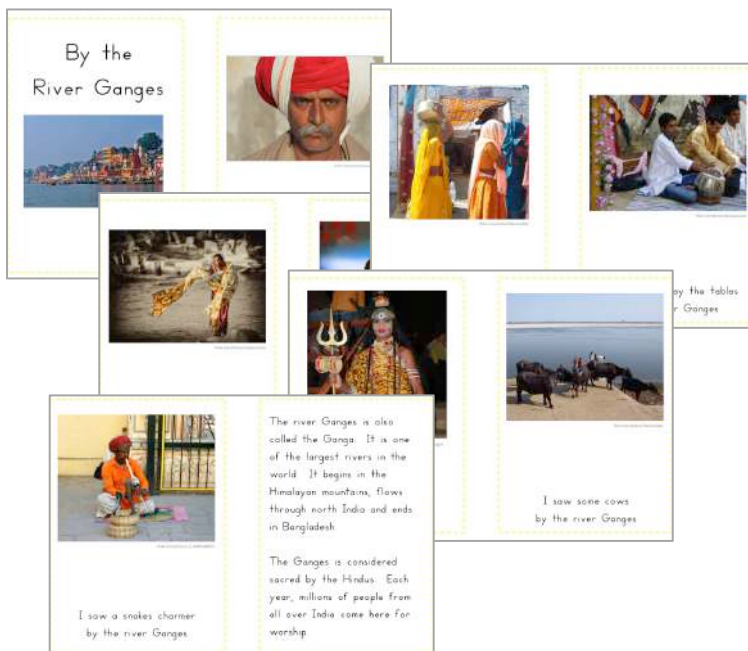 By the
River Ganges
by the tablas
r Ganges
I saw some cows
by the river Ganges
I saw a snakes charmer
by the river Ganges
The river Ganges is also
called the Ganga. It is one
of the largest rivers in the
world. It begins in the
Himalayan mountains, flows
through north India and ends
in Bangladesh
The Ganges is considered
sacred by the Hindus. Each
year, millions of people from
all over India come here for
worship